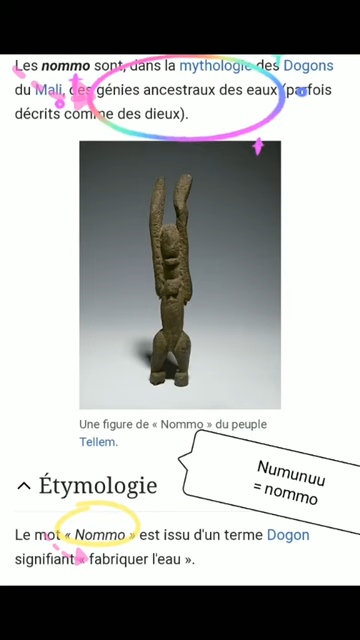 Les nommo sont, dans la mythologie des Dogons
du Mali, des génies ancestraux des eaux (parfois
décrits comme des dieux).
Une figure de « Nommo » du peuple
Tellem.
Numunuu
= nommo
Étymologie
Le mot « Nommo » est issu d'un terme Dogon
signifiant « fabriquer l'eau ».